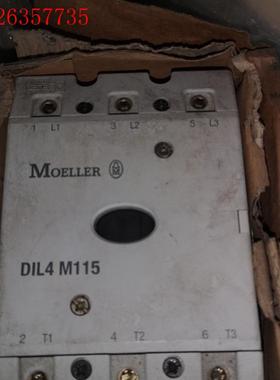 26357735
1 L1 3 L2 5 L3
MOELLER
DIL4 M115
2 T1 4 T2 6 T3